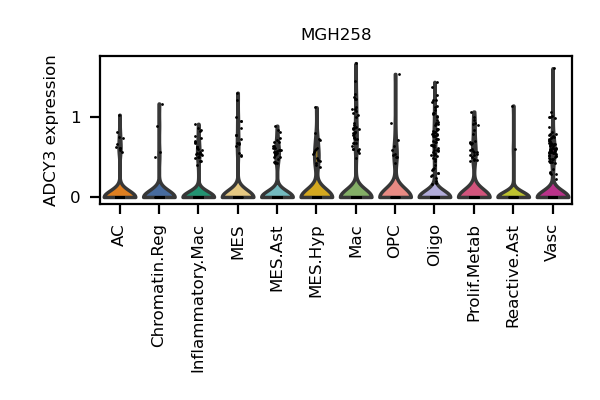 MGH258
ADCY3 expression
1
0
AC
Chromatin.Reg
Inflammatory.Mac
MES
MES.Ast
MES.Hyp
Mac
OPC
Oligo
Prolif.Metab
Reactive.Ast
Vasc